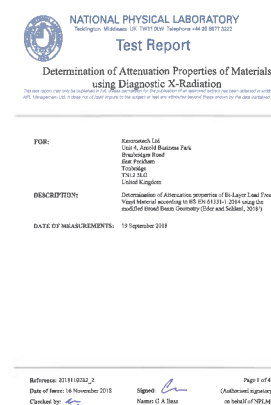 NATIONAL PHYSICAL LABORATORY
Teddington Middlesex UK TW11 0LW Telephone +44 20 8977 3222
Test Report
Determination of Attenuation Properties of Materials
using Diagnostic X-Radiation
FOR:
Kenex
Unit 4, Arnold Business Park
Branbridges Road
East Peckham
Tonbridge
TN12 5LG
United Kingdom
DESCRIPTION:
Determination of Attenuation properties of Bi-Layer Lead Free
Vinyl Material according to BS EN 61331-1:2014 using the
modified Broad Beam Geometry (Eder and Schlattl, 2018).
DATE OF MEASUREMENTS: 19 September 2018
Reference: 2018110282_2
Page 1 of 4
Date of Issue: 16 November 2018
Signed:
(Authorised signatory)
Checked by:
Name: G A Bass
on behalf of NPLM